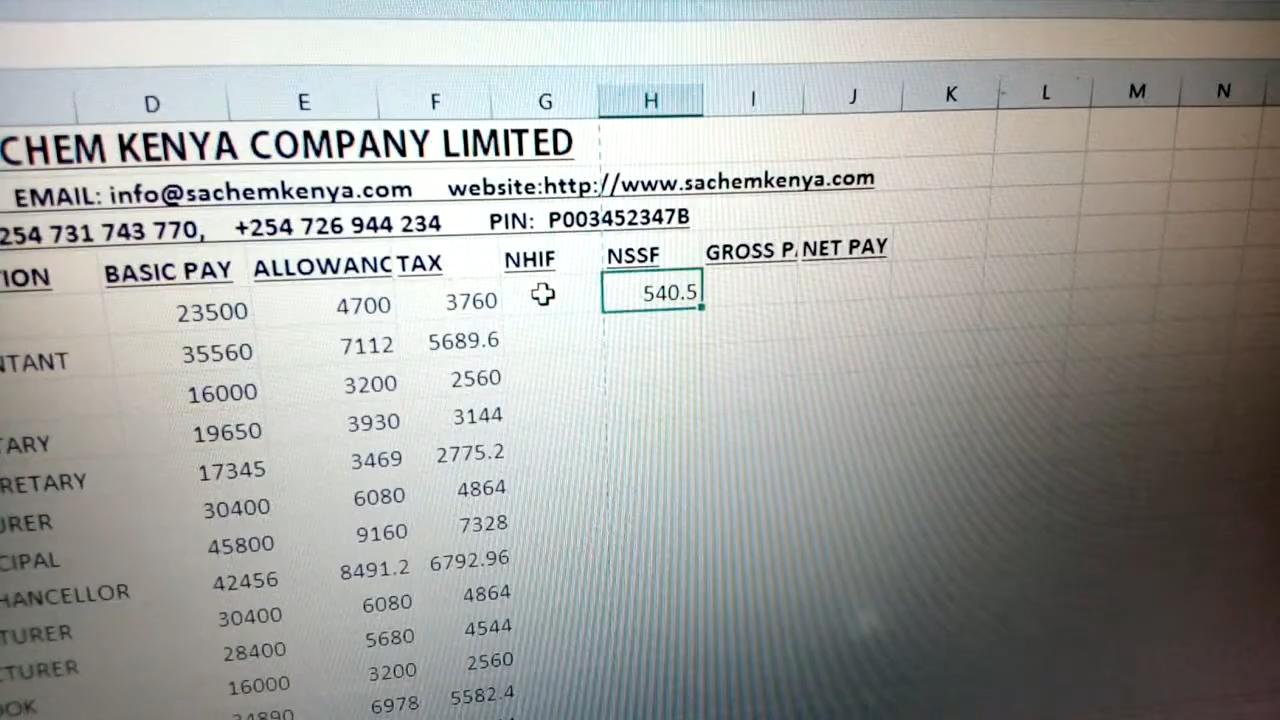 D E F G H I J K L M N
CHEM KENYA COMPANY LIMITED
EMAIL: info@sachemkenya.com website:http://www.sachemkenya.com
254 731 743 770, +254 726 944 234 PIN: P003452347B
ION BASIC PAY ALLOWANC TAX NHIF NSSF GROSS P NET PAY
23500 4700 3760 540.5
NTANT 35560 7112 5689.6
16000 3200 2560
TARY 19650 3930 3144
RETARY 17345 3469 2775.2
URER 30400 6080 4864
CIPAL 45800 9160 7328
HANCELLOR 42456 8491.2 6792.96
TURER 30400 6080 4864
CTURER 28400 5680 4544
OOK 16000 3200 2560
34890 6978 5582.4